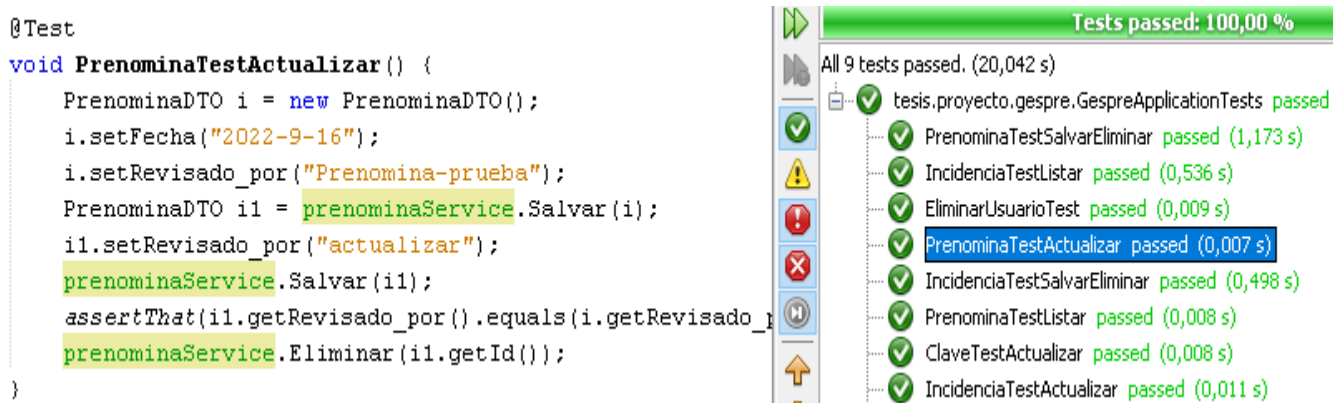 @Test
void PrenominaTestActualizar() {
PrenominaDTO i = new PrenominaDTO();
i.setFecha("2022-9-16");
i.setRevisado_por("Prenomina-prueba");
PrenominaDTO i1 = prenominaService.Salvar(i);
i1.setRevisado_por("actualizar");
prenominaService.Salvar(i1);
assertThat(i1.getRevisado_por().equals(i.getRevisado_p
prenominaService.Eliminar(i1.getId());
}
Tests passed: 100,00 %
All 9 tests passed. (20,042 s)
tesis.proyecto.gespre.GespreApplicationTests passed
PrenominaTestSalvarEliminar passed (1,173 s)
IncidenciaTestListar passed (0,536 s)
EliminarUsuarioTest passed (0,009 s)
PrenominaTestActualizar passed (0,007 s)
IncidenciaTestSalvarEliminar passed (0,498 s)
PrenominaTestListar passed (0,008 s)
ClaveTestActualizar passed (0,008 s)
IncidenciaTestActualizar passed (0,011 s)